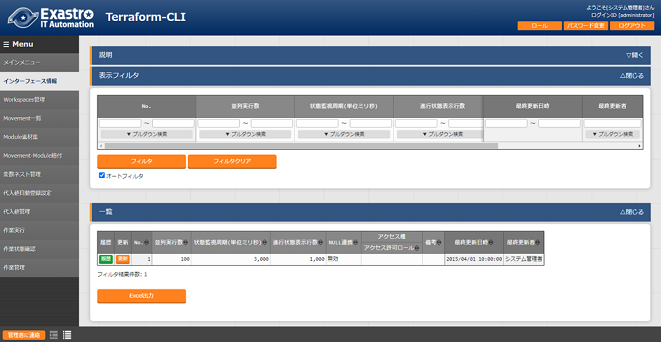 Exastro
IT Automation
Terraform-CLI
ようこそ[システム管理者]さん
ログインID [administrator]
ロール
パスワード変更
ログアウト
Menu
メインメニュー
インターフェース情報
Workspaces管理
Movement一覧
Module素材集
Movement-Module紐付
変数ネスト管理
代入値自動登録設定
代入値管理
作業実行
作業状態確認
作業管理
説明
▽開く
表示フィルタ
△閉じる
No.
並列実行数
状態監視周期(単位ミリ秒)
進行状態表示行数
最終更新日時
最終更新者
～ ～ ～ ～ ～
▼ プルダウン検索 ▼ プルダウン検索 ▼ プルダウン検索 ▼ プルダウン検索 ▼ プルダウン検索
フィルタ
フィルタクリア
オートフィルタ
一覧
△閉じる
履歴 更新 No. 並列実行数 状態監視周期(単位ミリ秒) 進行状態表示行数 NULL連携 アクセス権 備考 最終更新日時 最終更新者
アクセス許可ロール
履歴 更新 1 100 3,000 1,000 無効 2015/04/01 10:00:00 システム管理者
フィルタ結果件数: 1
Excel出力
管理者に連絡